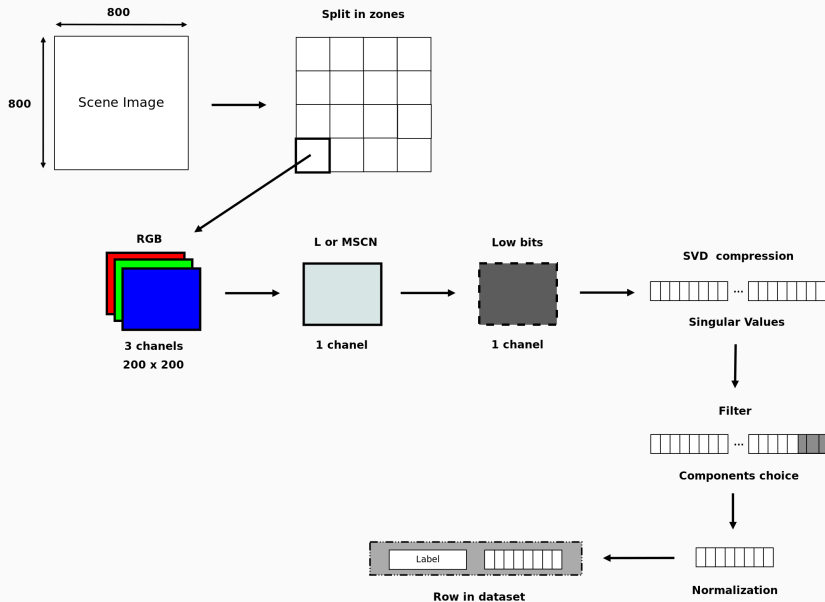 800
Split in zones
800
Scene Image
RGB
L or MSCN
Low bits
SVD  compression
...
Singular Values
3 chanels
200 x 200
1 chanel
1 chanel
Filter
...
Components choice
Label
Normalization
Row in dataset